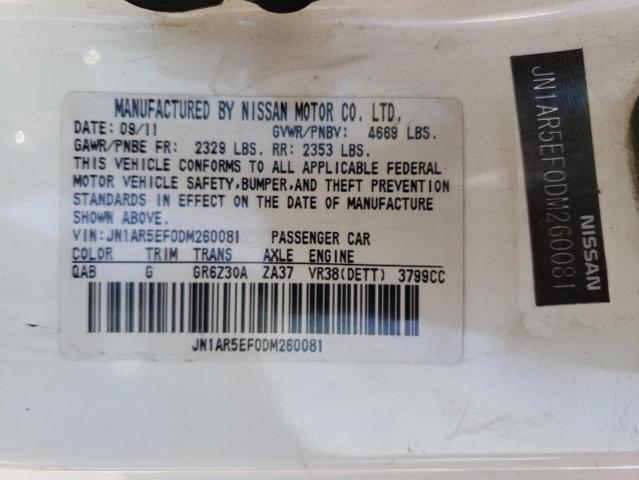 MANUFACTURED BY NISSAN MOTOR CO. LTD.
DATE: 09/11 GVWR/PNBV: 4669 LBS.
GAWR/PNBE FR: 2329 LBS. RR: 2353 LBS.
THIS VEHICLE CONFORMS TO ALL APPLICABLE FEDERAL
MOTOR VEHICLE SAFETY,BUMPER,AND THEFT PREVENTION
STANDARDS IN EFFECT ON THE DATE OF MANUFACTURE
SHOWN ABOVE.
VIN:JN1AR5EF0DM260081 PASSENGER CAR
COLOR TRIM TRANS AXLE ENGINE
QAB G GR6Z30A ZA37 VR38(DETT) 3799CC
JN1AR5EF0DM260081
JN1AR5EF0DM260081
NISSAN